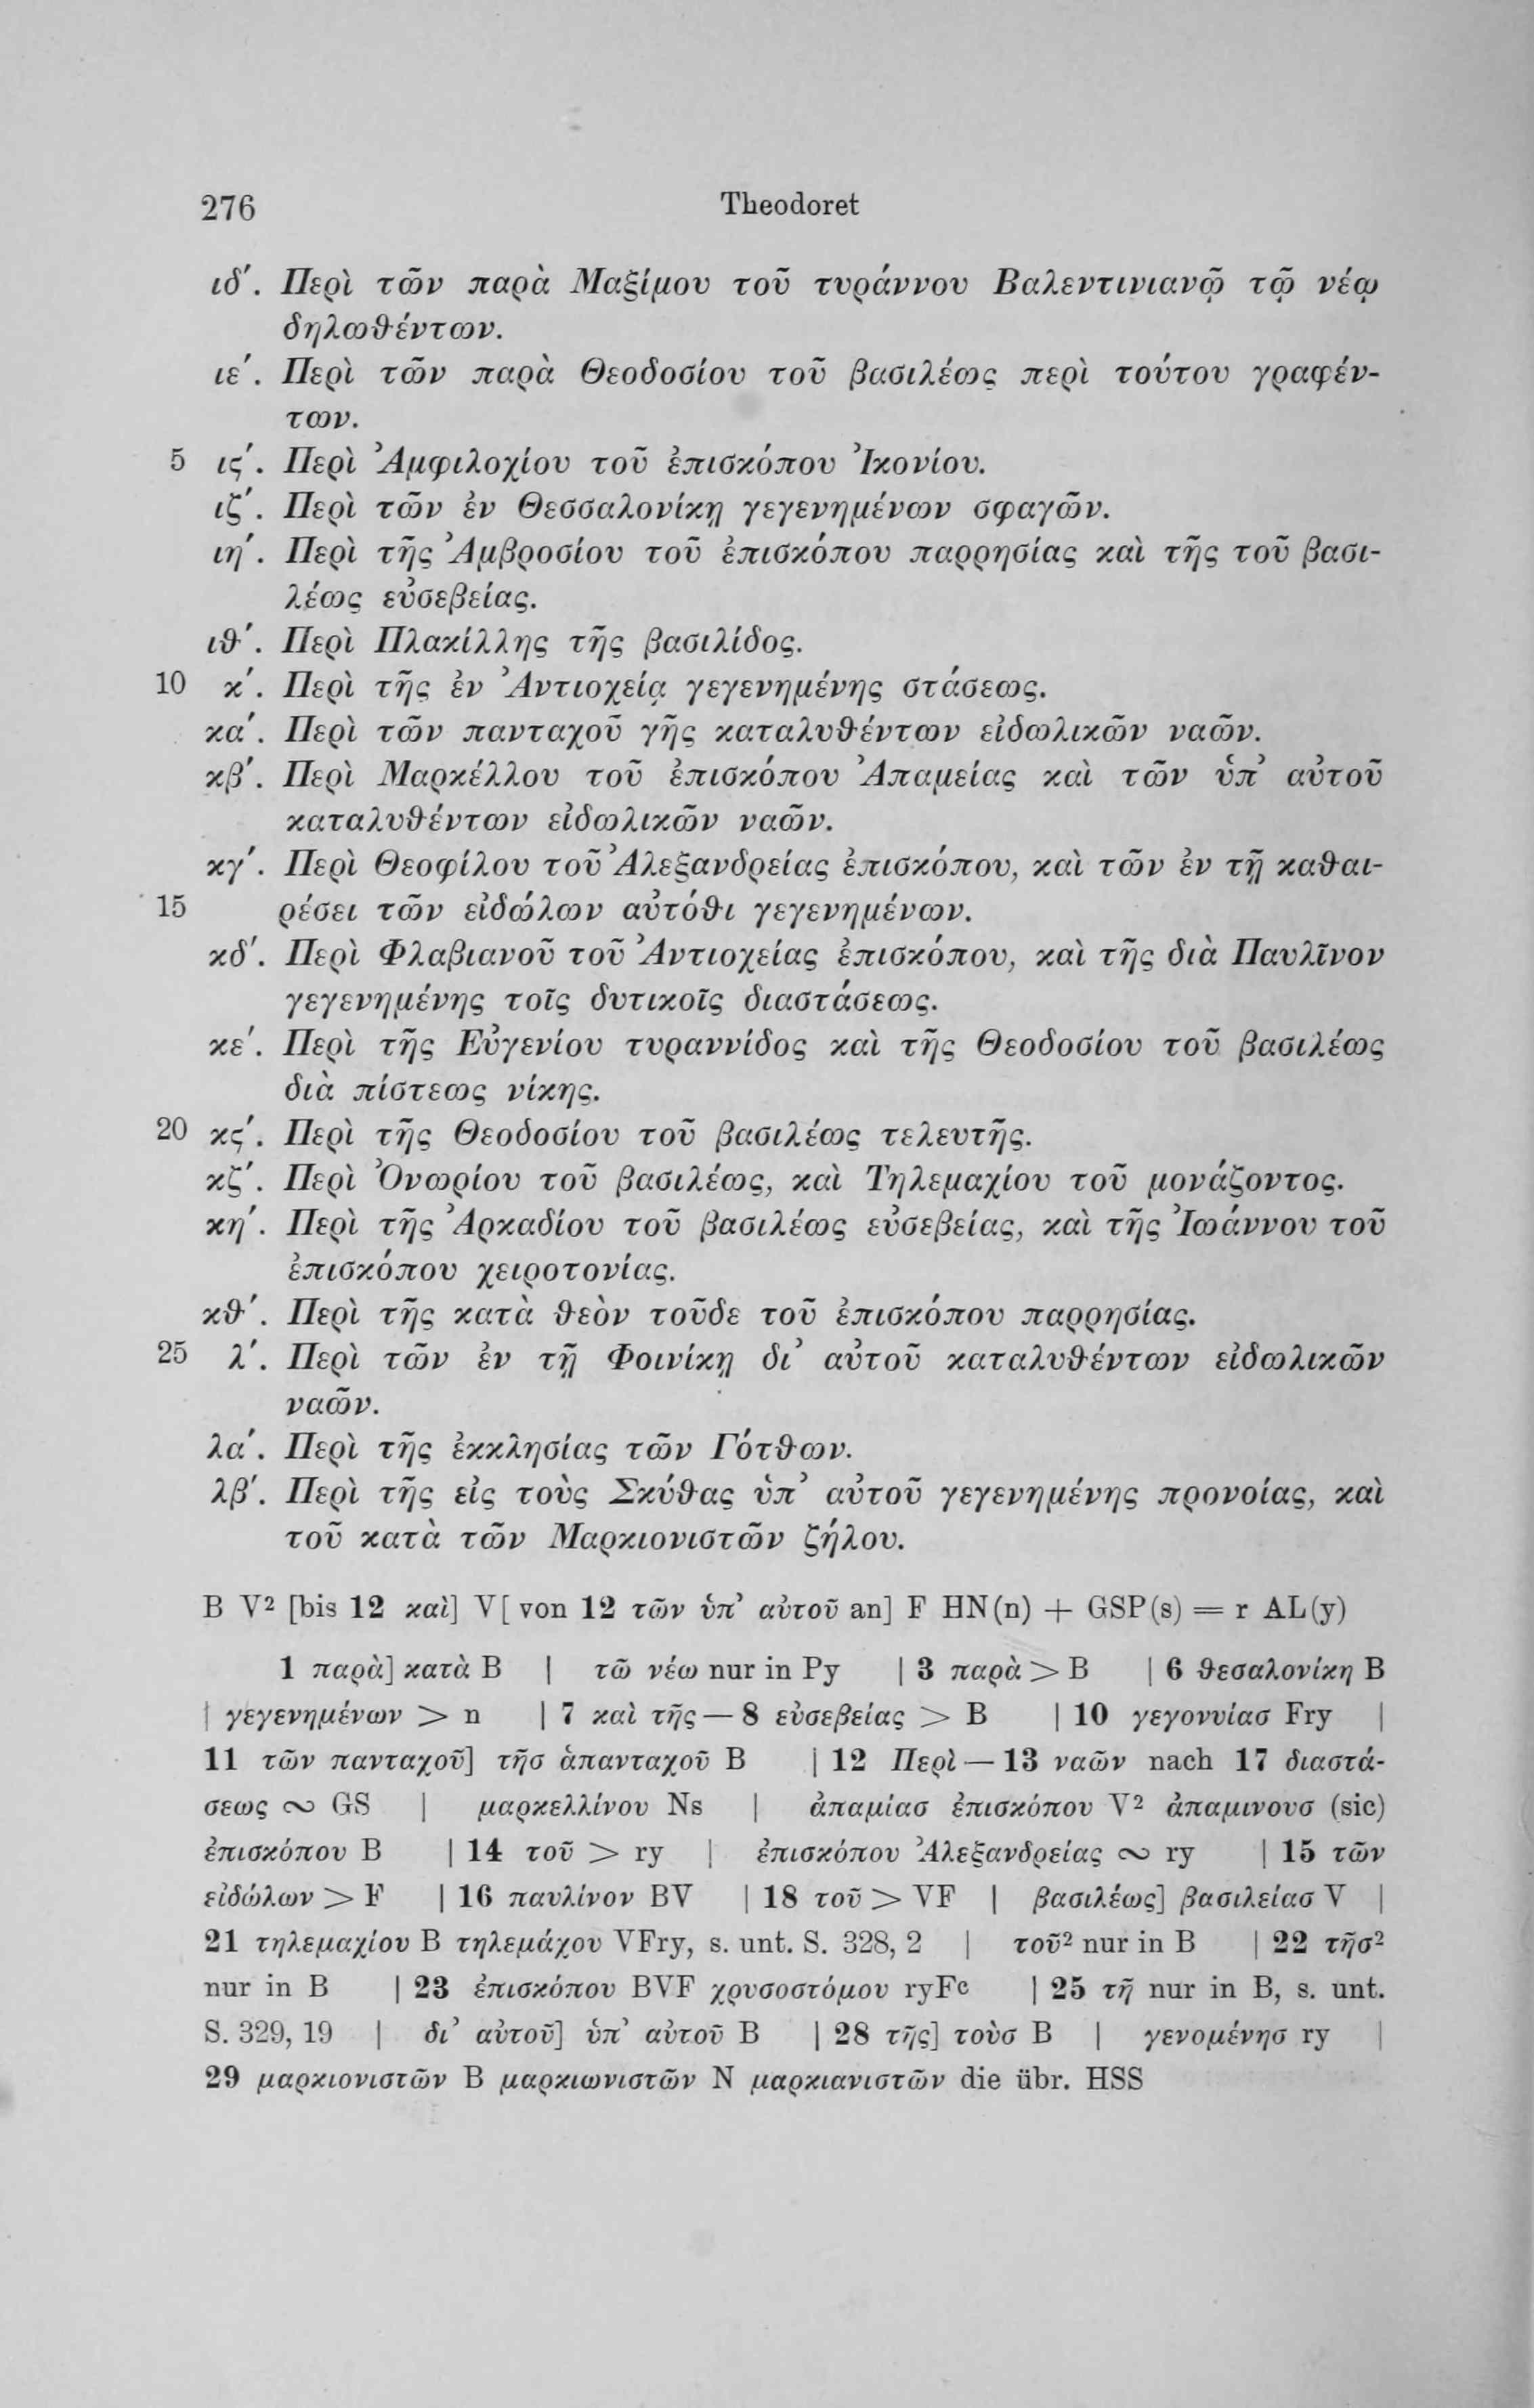 276 Theodoret
ιδ′. Περὶ τῶν παρὰ Μαξίμου τοῦ τυράννου Βαλεντινιανῷ τῷ νέῳ
δηλωθέντων.
ιε′. Περὶ τῶν παρὰ Θεοδοσίου τοῦ βασιλέως περὶ τούτου γραφέν-
των.
5 ις′. Περὶ Ἀμφιλοχίου τοῦ ἐπισκόπου Ἰκονίου.
ιζ′. Περὶ τῶν ἐν Θεσσαλονίκῃ γεγενημένων σφαγῶν.
ιη′. Περὶ τῆς Ἀμβροσίου τοῦ ἐπισκόπου παρρησίας καὶ τῆς τοῦ βασι-
λέως εὐσεβείας.
ιθ′. Περὶ Πλακίλλης τῆς βασιλίδος.
10 κ′. Περὶ τῆς ἐν Ἀντιοχείᾳ γεγενημένης στάσεως.
κα′. Περὶ τῶν πανταχοῦ γῆς καταλυθέντων εἰδωλικῶν ναῶν.
κβ′. Περὶ Μαρκέλλου τοῦ ἐπισκόπου Ἀπαμείας καὶ τῶν ὑπ’ αὐτοῦ
καταλυθέντων εἰδωλικῶν ναῶν.
κγ′. Περὶ Θεοφίλου τοῦ Ἀλεξανδρείας ἐπισκόπου, καὶ τῶν ἐν τῇ καθαι-
15 ρέσει τῶν εἰδώλων αὐτόθι γεγενημένων.
κδ′. Περὶ Φλαβιανοῦ τοῦ Ἀντιοχείας ἐπισκόπου, καὶ τῆς διὰ Παυλῖνον
γεγενημένης τοῖς δυτικοῖς διαστάσεως.
κε′. Περὶ τῆς Εὐγενίου τυραννίδος καὶ τῆς Θεοδοσίου τοῦ βασιλέως
διὰ πίστεως νίκης.
20 κς′. Περὶ τῆς Θεοδοσίου τοῦ βασιλέως τελευτῆς.
κζ′. Περὶ Ὀνωρίου τοῦ βασιλέως, καὶ Τηλεμαχίου τοῦ μονάζοντος.
κη′. Περὶ τῆς Ἀρκαδίου τοῦ βασιλέως εὐσεβείας, καὶ τῆς Ἰωάννου τοῦ
ἐπισκόπου χειροτονίας.
κθ′. Περὶ τῆς κατὰ θεὸν τοῦδε τοῦ ἐπισκόπου παρρησίας.
25 λ′. Περὶ τῶν ἐν τῇ Φοινίκῃ δι’ αὐτοῦ καταλυθέντων εἰδωλικῶν
ναῶν.
λα′. Περὶ τῆς ἐκκλησίας τῶν Γότθων.
λβ′. Περὶ τῆς εἰς τοὺς Σκύθας ὑπ’ αὐτοῦ γεγενημένης προνοίας, καὶ
τοῦ κατὰ τῶν Μαρκιονιστῶν ζήλου.
B V² [bis 12 καὶ] V[ von 12 τῶν ὑπ’ αὐτοῦ an] F HN(n) + GSP(s) = r AL(y)
1 παρὰ] κατὰ B | τῶ νέω nur in Py | 3 παρὰ > B | 6 θεσαλονίκη B
| γεγενημένων > n | 7 καὶ τῆς — 8 εὐσεβείας > B | 10 γεγονυίασ Fry |
11 τῶν πανταχοῦ] τῆσ ἁπανταχοῦ B | 12 Περὶ — 13 ναῶν nach 17 διαστά-
σεως ∾ GS | μαρκελλίνου Ns | ἀπαμίασ ἐπισκόπου V² ἀπαμινουσ (sic)
ἐπισκόπου B | 14 τοῦ > ry | ἐπισκόπου Ἀλεξανδρείας ∾ ry | 15 τῶν
εἰδώλων > F | 16 παυλίνον BV | 18 τοῦ > VF | βασιλέως] βασιλείασ V |
21 τηλεμαχίου B τηλεμάχου VFry, s. unt. S. 328, 2 | τοῦ² nur in B | 22 τῆσ²
nur in B | 23 ἐπισκόπου BVF χρυσοστόμου ryFᶜ | 25 τῆ nur in B, s. unt.
S. 329, 19 | δι’ αὐτοῦ] ὑπ’ αὐτοῦ B | 28 τῆς] τοὺσ B | γενομένησ ry |
29 μαρκιονιστῶν B μαρκιωνιστῶν N μαρκιανιστῶν die übr. HSS